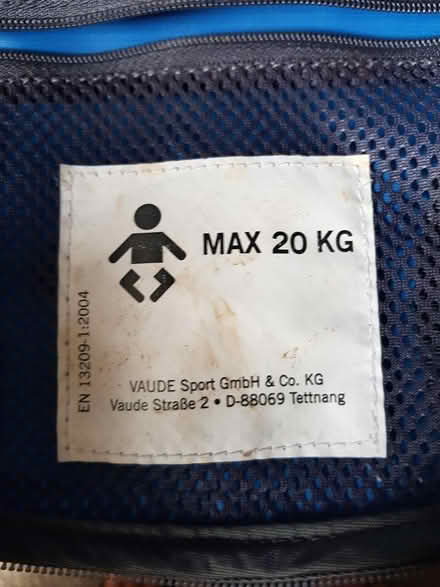 MAX 20 KG
EN 13209-1:2004
VAUDE Sport GmbH & Co. KG
Vaude Straße 2 • D-88069 Tettnang